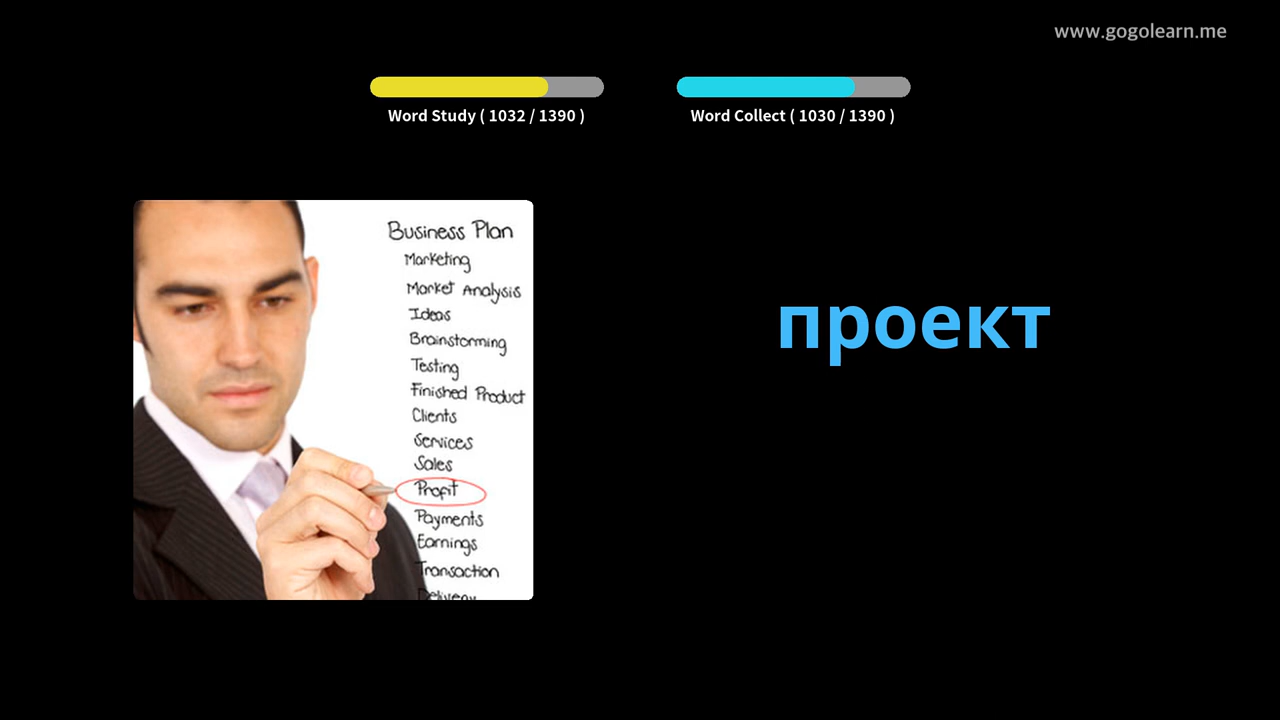 www.gogolearn.me
Word Study ( 1032 / 1390 )
Word Collect ( 1030 / 1390 )
Business Plan
Marketing
Market Analysis
Ideas
Brainstorming
Testing
Finished Product
Clients
Services
Sales
Profit
Payments
Earnings
Transaction
Delivery
проект